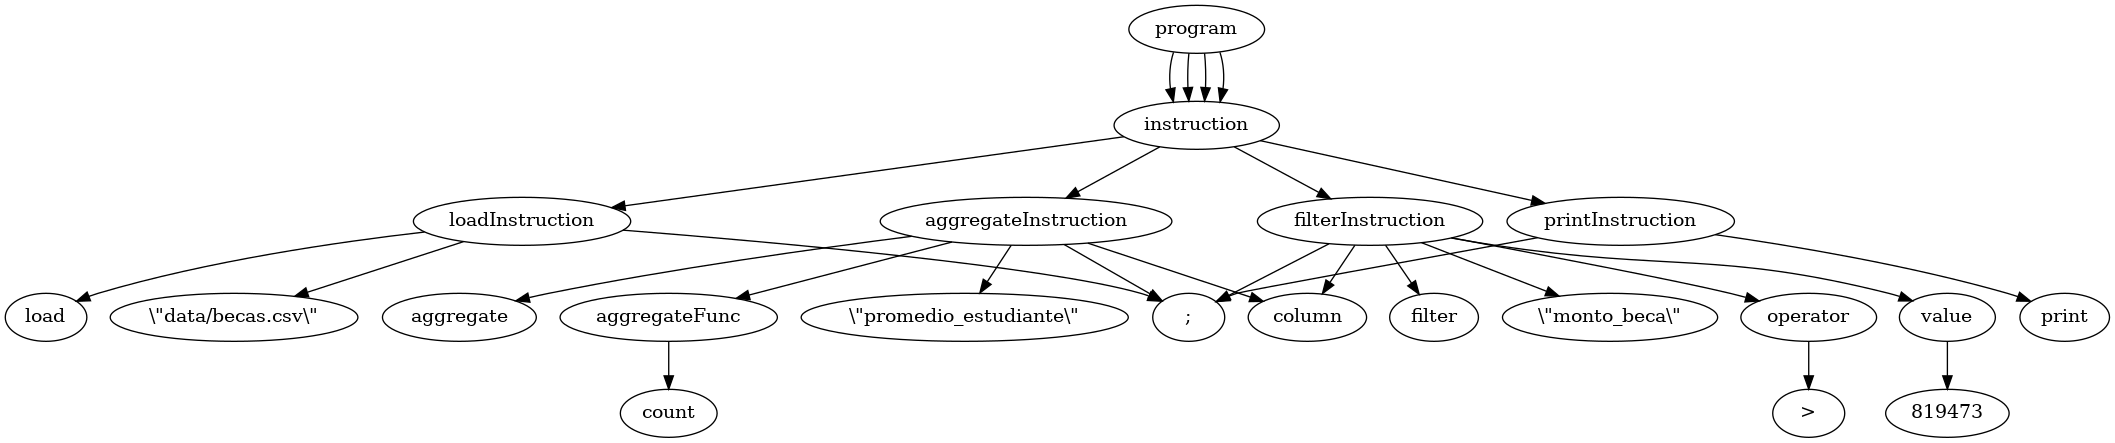 program
instruction
loadInstruction
aggregateInstruction
filterInstruction
printInstruction
load
\"data/becas.csv\"
aggregate
aggregateFunc
\"promedio_estudiante\"
;
column
filter
\"monto_beca\"
operator
value
print
count
>
819473